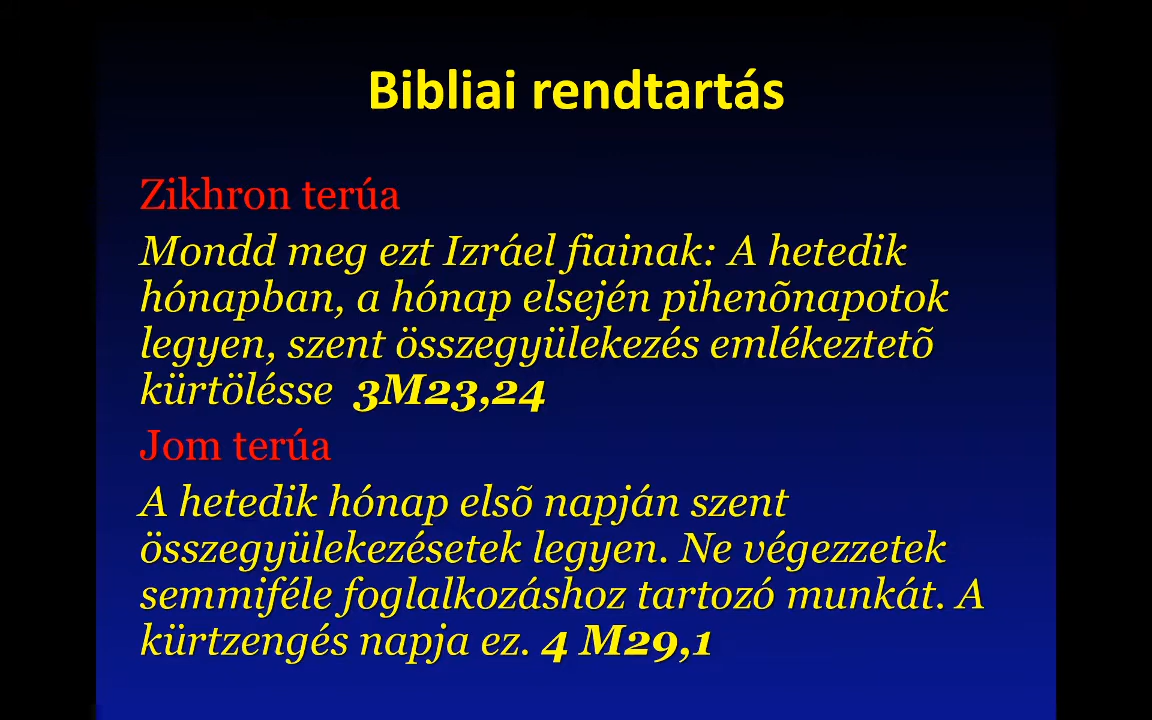 Bibliai rendtartás
Zikhron terúa
Mondd meg ezt Izráel fiainak: A hetedik
hónapban, a hónap elsején pihenõnapotok
legyen, szent összegyülekezés emlékeztetõ
kürtölésse 3M23,24
Jom terúa
A hetedik hónap elsõ napján szent
összegyülekezésetek legyen. Ne végezzetek
semmiféle foglalkozáshoz tartozó munkát. A
kürtzengés napja ez. 4 M29,1